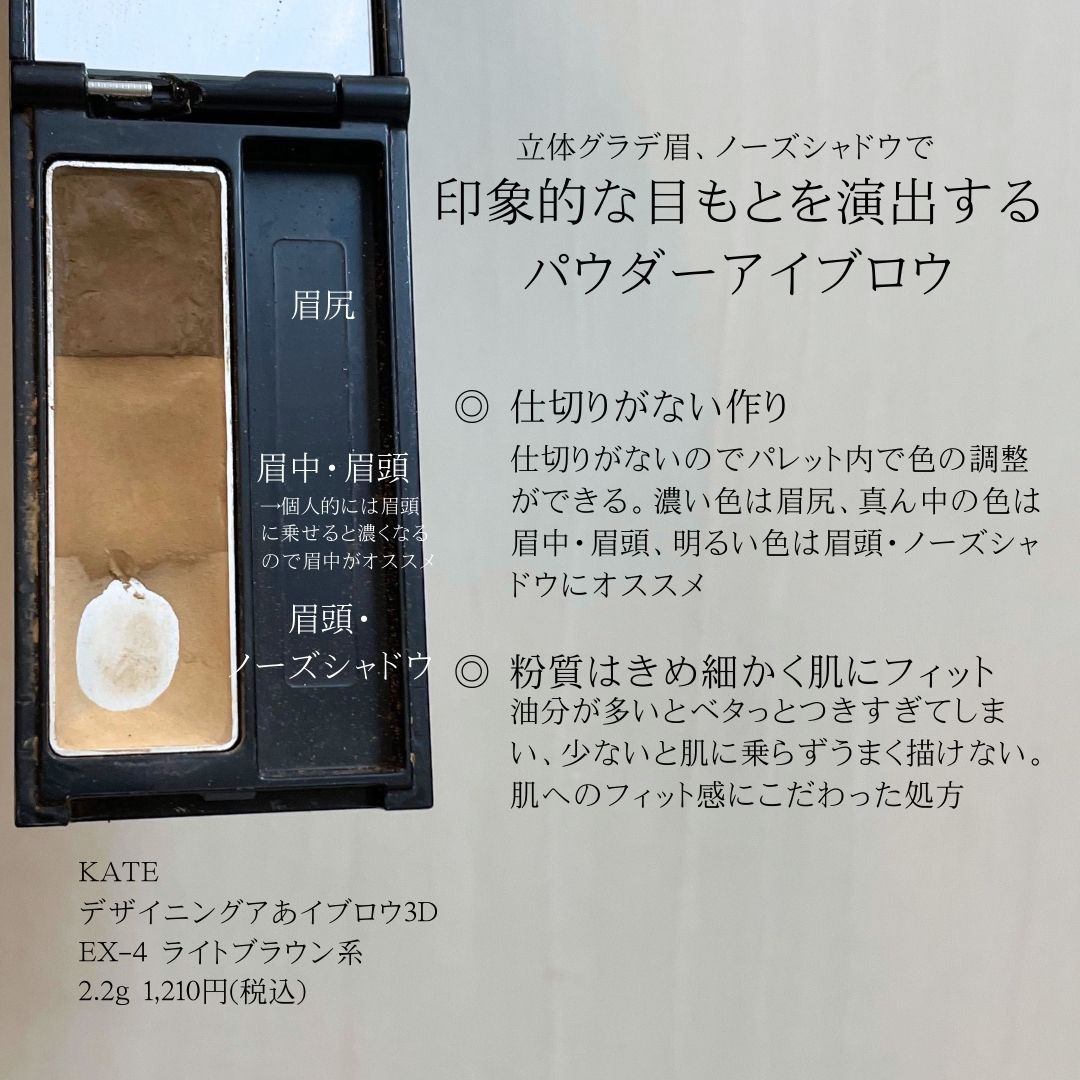 立体グラデ眉、ノーズシャドウで
印象的な目もとを演出する
パウダーアイブロウ
眉尻
眉中・眉頭
→個人的には眉頭
に乗せると濃くなる
ので眉中がオススメ
眉頭・
ノーズシャドウ
◎ 仕切りがない作り
仕切りがないのでパレット内で色の調整
ができる。濃い色は眉尻、真ん中の色は
眉中・眉頭、明るい色は眉頭・ノーズシャ
ドウにオススメ
◎ 粉質はきめ細かく肌にフィット
油分が多いとベタっとつきすぎてしま
い、少ないと肌に乗らずうまく描けない。
肌へのフィット感にこだわった処方
KATE
デザイニングアあイブロウ3D
EX-4 ライトブラウン系
2.2g 1,210円(税込)